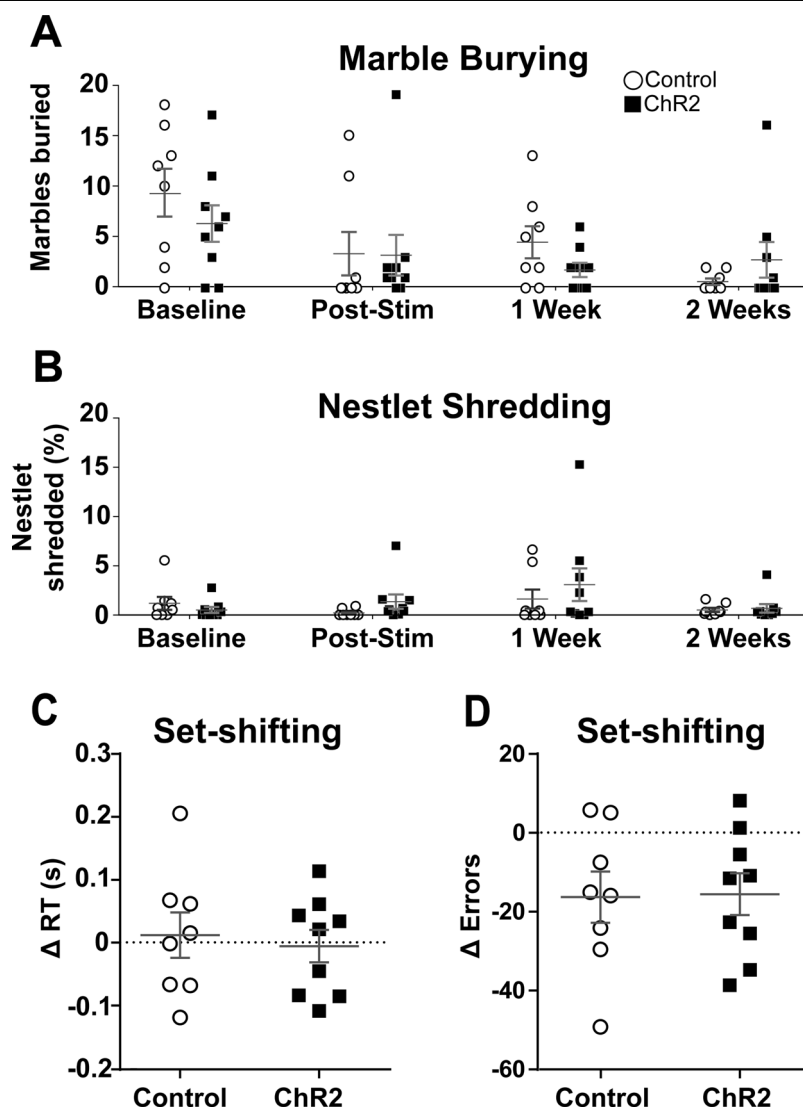 A
Marble Burying
Control
ChR2
Marbles buried
20
15
10
5
0
Baseline
Post-Stim
1 Week
2 Weeks
B
Nestlet Shredding
Nestlet
shredded (%)
20
15
10
5
0
Baseline
Post-Stim
1 Week
2 Weeks
C
Set-shifting
Δ RT (s)
0.3
0.2
0.1
0
-0.1
-0.2
Control
ChR2
D
Set-shifting
Δ Errors
20
0
-20
-40
-60
Control
ChR2